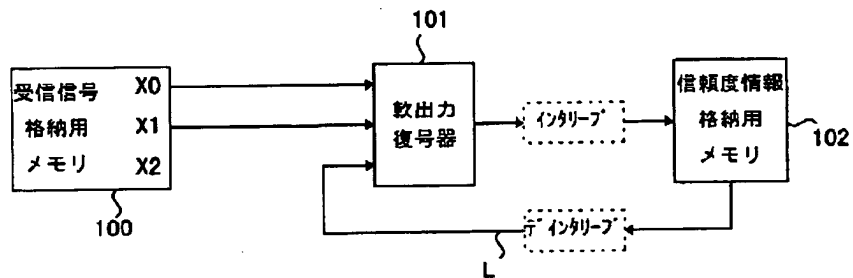 101
受信信号 X0
格納用 X1
メモリ X2
100
軟出力
復号器
インタリーブ
信頼度情報
格納用
メモリ
102
デインタリーブ
L